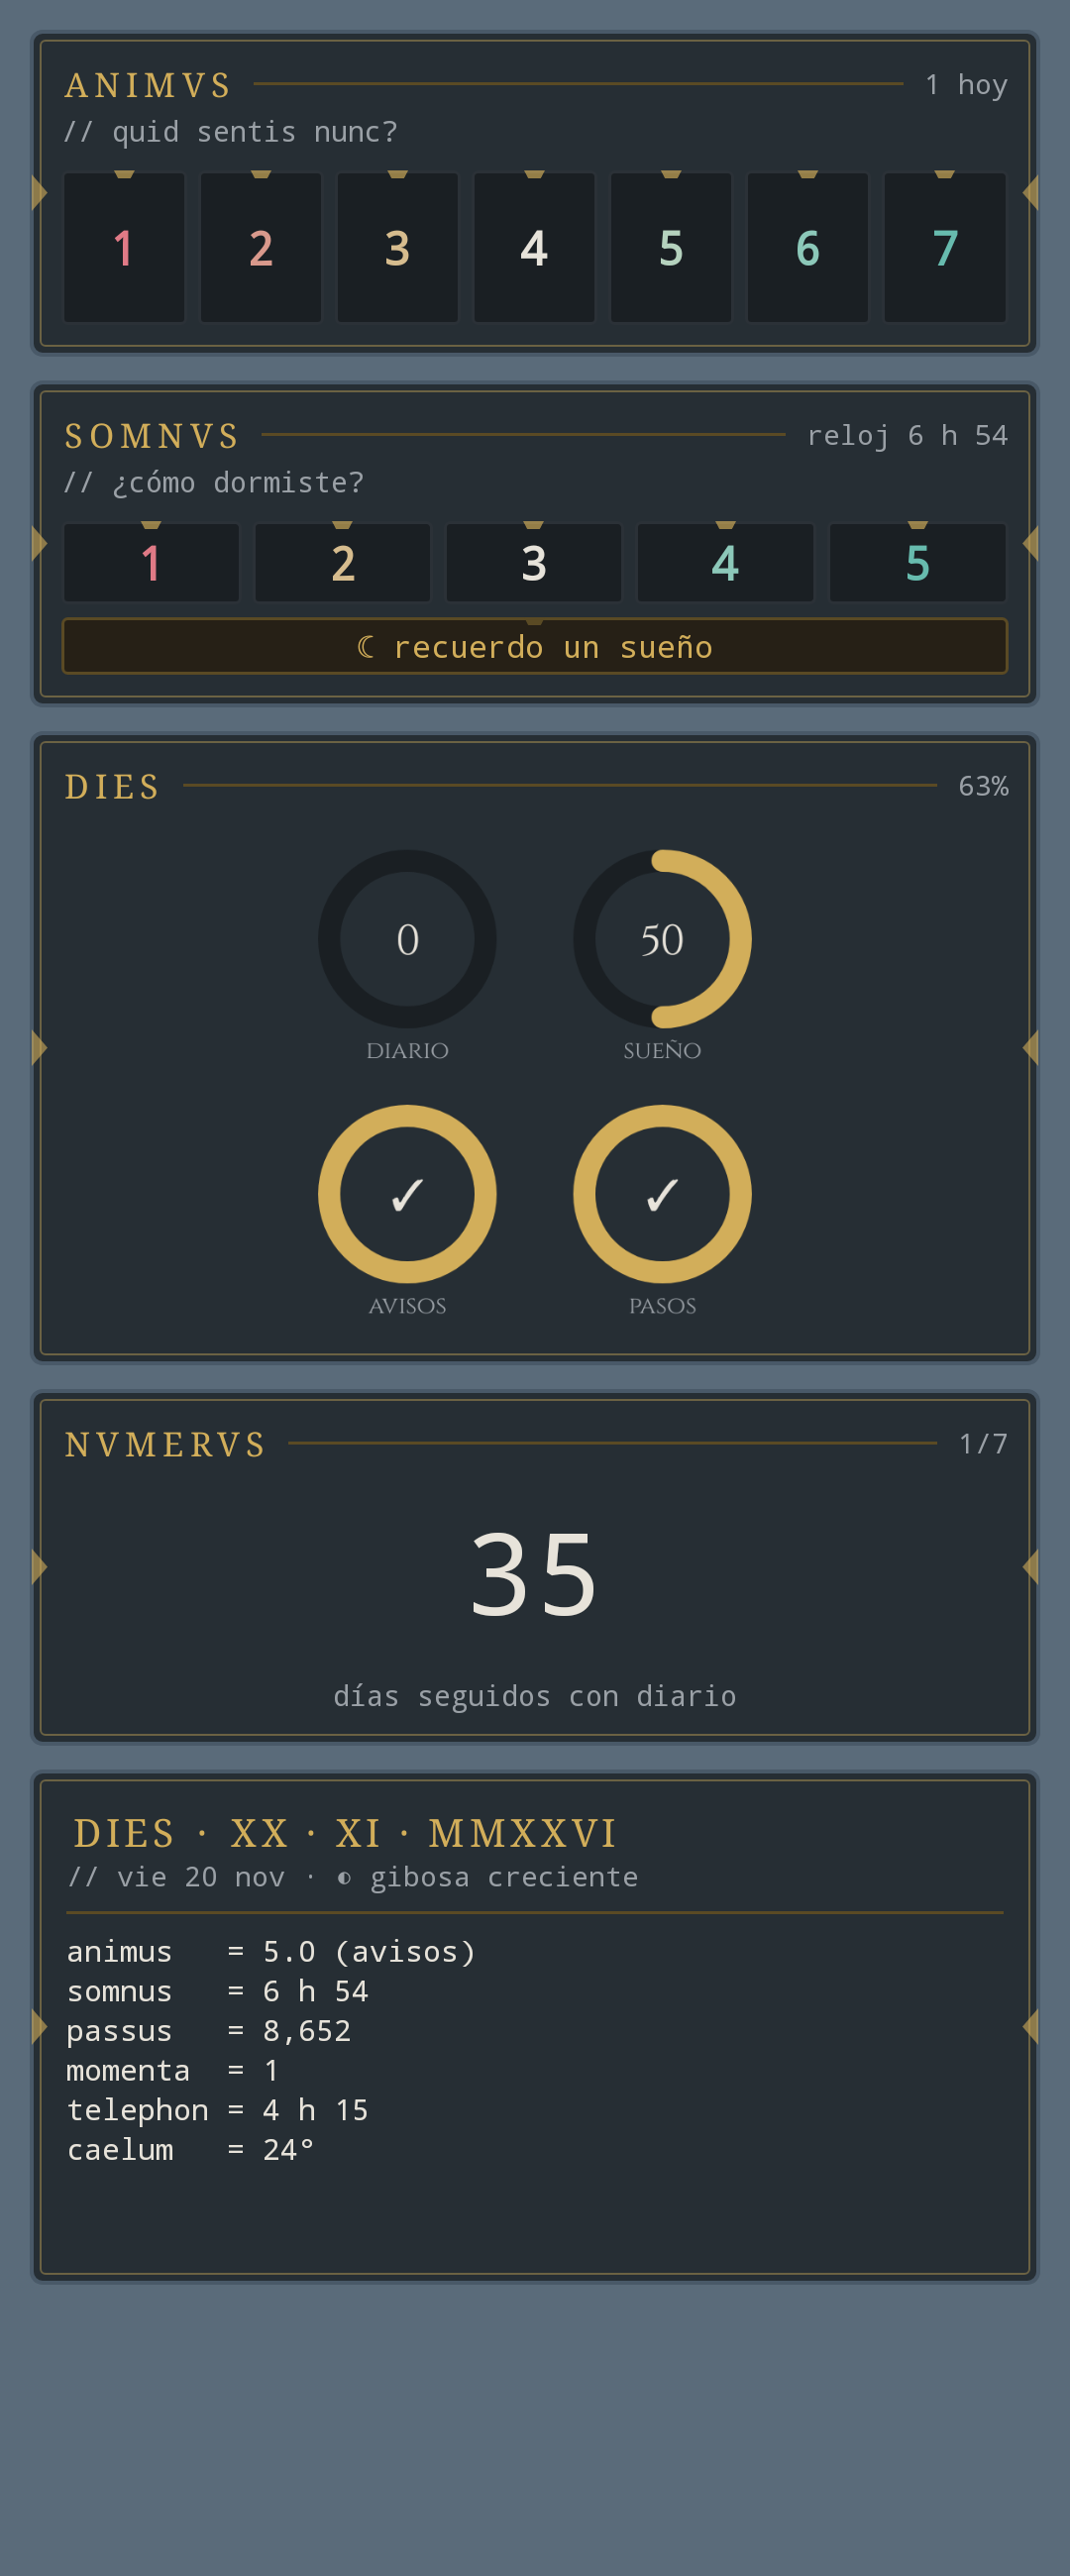 ANIMVS 1 hoy
// quid sentis nunc?
1 2 3 4 5 6 7
SOMNVS reloj 6 h 54
// ¿cómo dormiste?
1 2 3 4 5
☾ recuerdo un sueño
DIES 63%
0 50
DIARIO SUEÑO
✓ ✓
AVISOS PASOS
NVMERVS 1/7
35
días seguidos con diario
DIES · XX · XI · MMXXVI
// vie 20 nov · ◐ gibosa creciente
animus = 5.0 (avisos)
somnus = 6 h 54
passus = 8,652
momenta = 1
telephon = 4 h 15
caelum = 24°